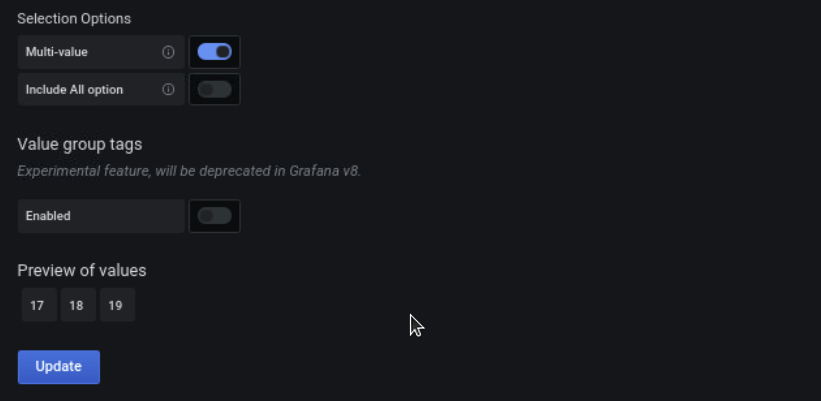 Selection Options
Multi-value
Include All option
Value group tags
Experimental feature, will be deprecated in Grafana v8.
Enabled
Preview of values
17 18 19
Update